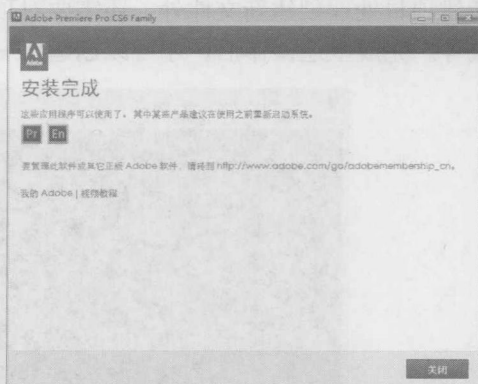 Adobe Premiere Pro CS6 Family
Adobe
安装完成
这些应用程序可以使用了。其中某些产品建议在使用之前重新启动系统。
Pr En
要管理此软件或其它正版 Adobe 软件，请转到 http://www.adobe.com/go/adobemembership_cn。
我的 Adobe | 视频教程
关闭